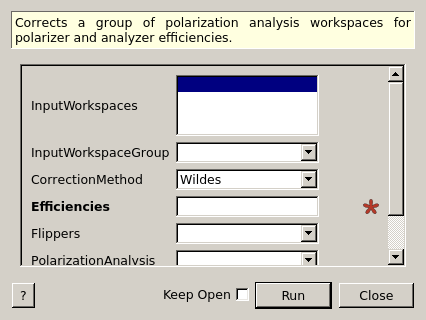 Corrects a group of polarization analysis workspaces for
polarizer and analyzer efficiencies.
InputWorkspaces
InputWorkspaceGroup
CorrectionMethod Wildes
Efficiencies *
Flippers
PolarizationAnalysis
? Keep Open Run Close